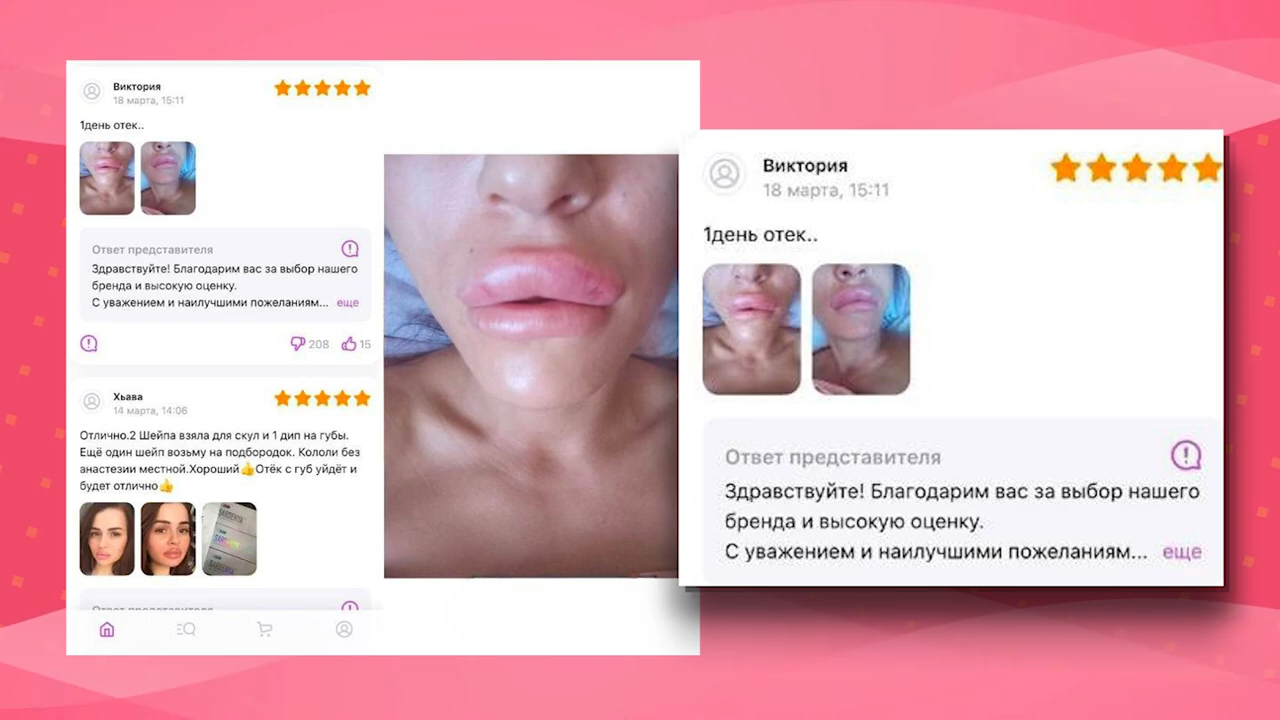 Виктория
18 марта, 15:11
1день отек..
Ответ представителя
Здравствуйте! Благодарим вас за выбор нашего
бренда и высокую оценку.
С уважением и наилучшими пожеланиям... еще
208 15
Хьава
14 марта, 14:06
Отлично.2 Шейпа взяла для скул и 1 дип на губы.
Ещё один шейп возьму на подбородок. Кололи без
анастезии местной.Хороший👍Отёк с губ уйдёт и
будет отлично👍
Ответ представителя
Виктория
18 марта, 15:11
1день отек..
Ответ представителя
Здравствуйте! Благодарим вас за выбор нашего
бренда и высокую оценку.
С уважением и наилучшими пожеланиям... еще